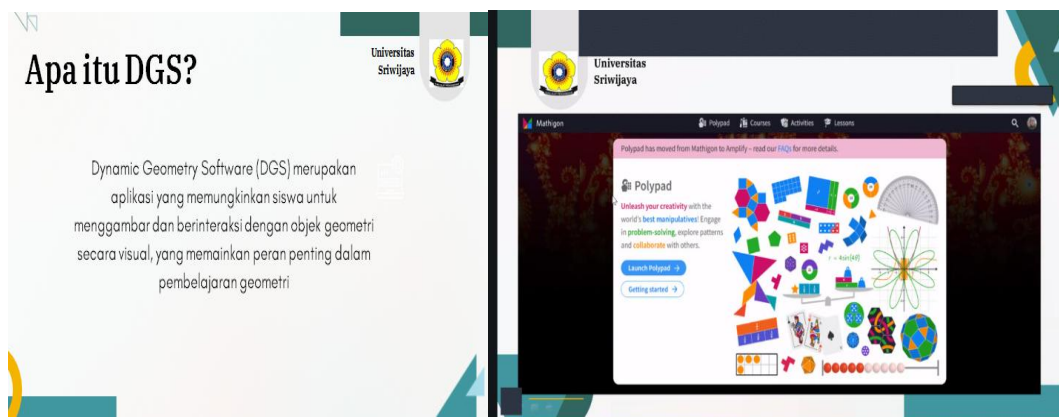 Apa itu DGS?
Universitas
Sriwijaya
Dynamic Geometry Software (DGS) merupakan
aplikasi yang memungkinkan siswa untuk
menggambar dan berinteraksi dengan objek geometri
secara visual, yang memainkan peran penting dalam
pembelajaran geometri
Universitas
Sriwijaya
Mathigon
Polypad Courses Activities Lessons
Polypad has moved from Mathigon to Amplify – read our FAQs for more details.
Polypad
Unleash your creativity with the
world's best manipulatives! Engage
in problem-solving, explore patterns
and collaborate with others.
Launch Polypad →
Getting started →
r = 4sin(4θ)